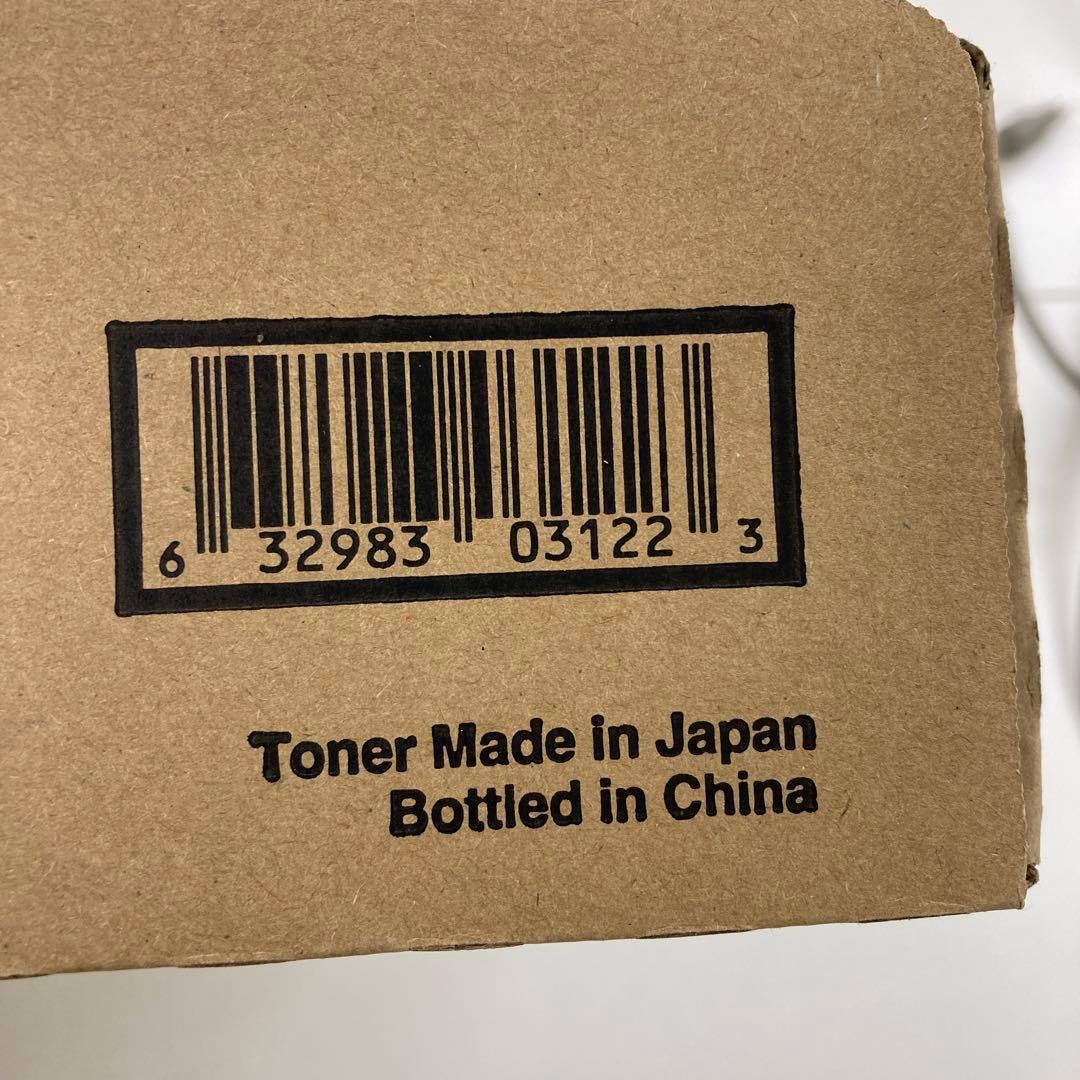 6 32983 03122 3
Toner Made in Japan
Bottled in China